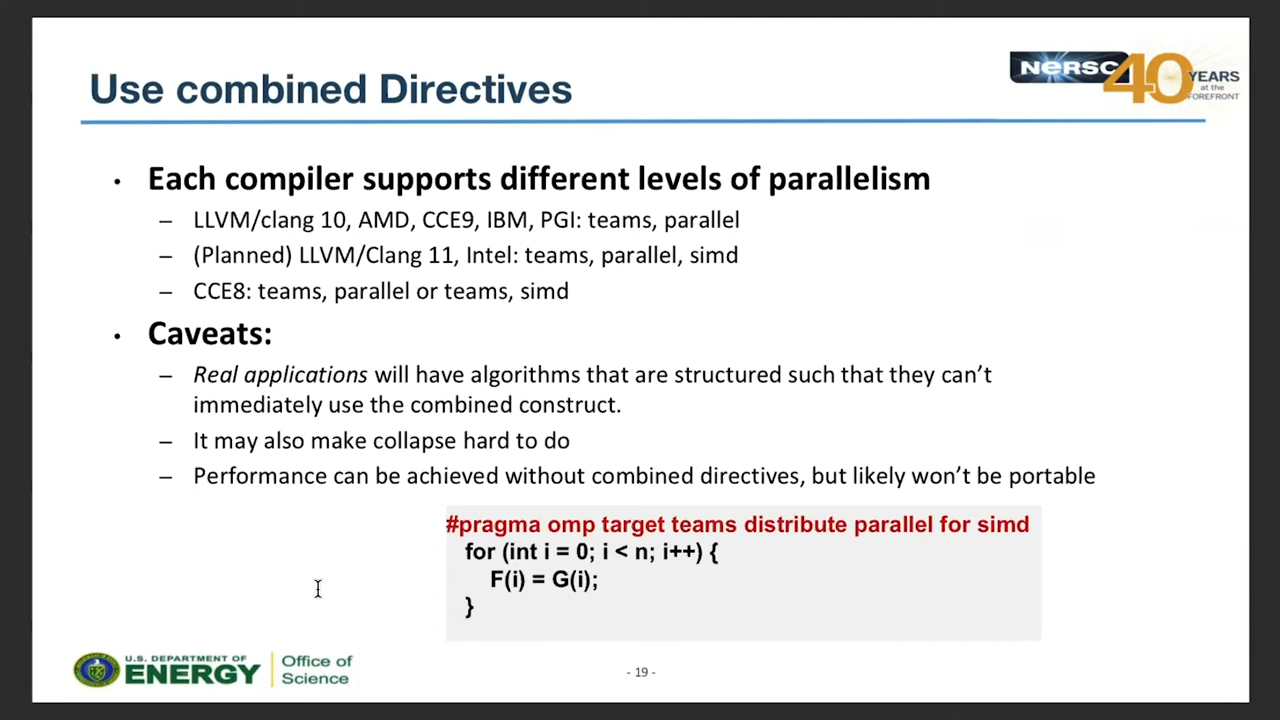 Use combined Directives
NERSC 40 YEARS at the FOREFRONT
• Each compiler supports different levels of parallelism
– LLVM/clang 10, AMD, CCE9, IBM, PGI: teams, parallel
– (Planned) LLVM/Clang 11, Intel: teams, parallel, simd
– CCE8: teams, parallel or teams, simd
• Caveats:
– Real applications will have algorithms that are structured such that they can't
immediately use the combined construct.
– It may also make collapse hard to do
– Performance can be achieved without combined directives, but likely won't be portable
#pragma omp target teams distribute parallel for simd
for (int i = 0; i < n; i++) {
F(i) = G(i);
}
U.S. DEPARTMENT OF
ENERGY
Office of
Science
- 19 -